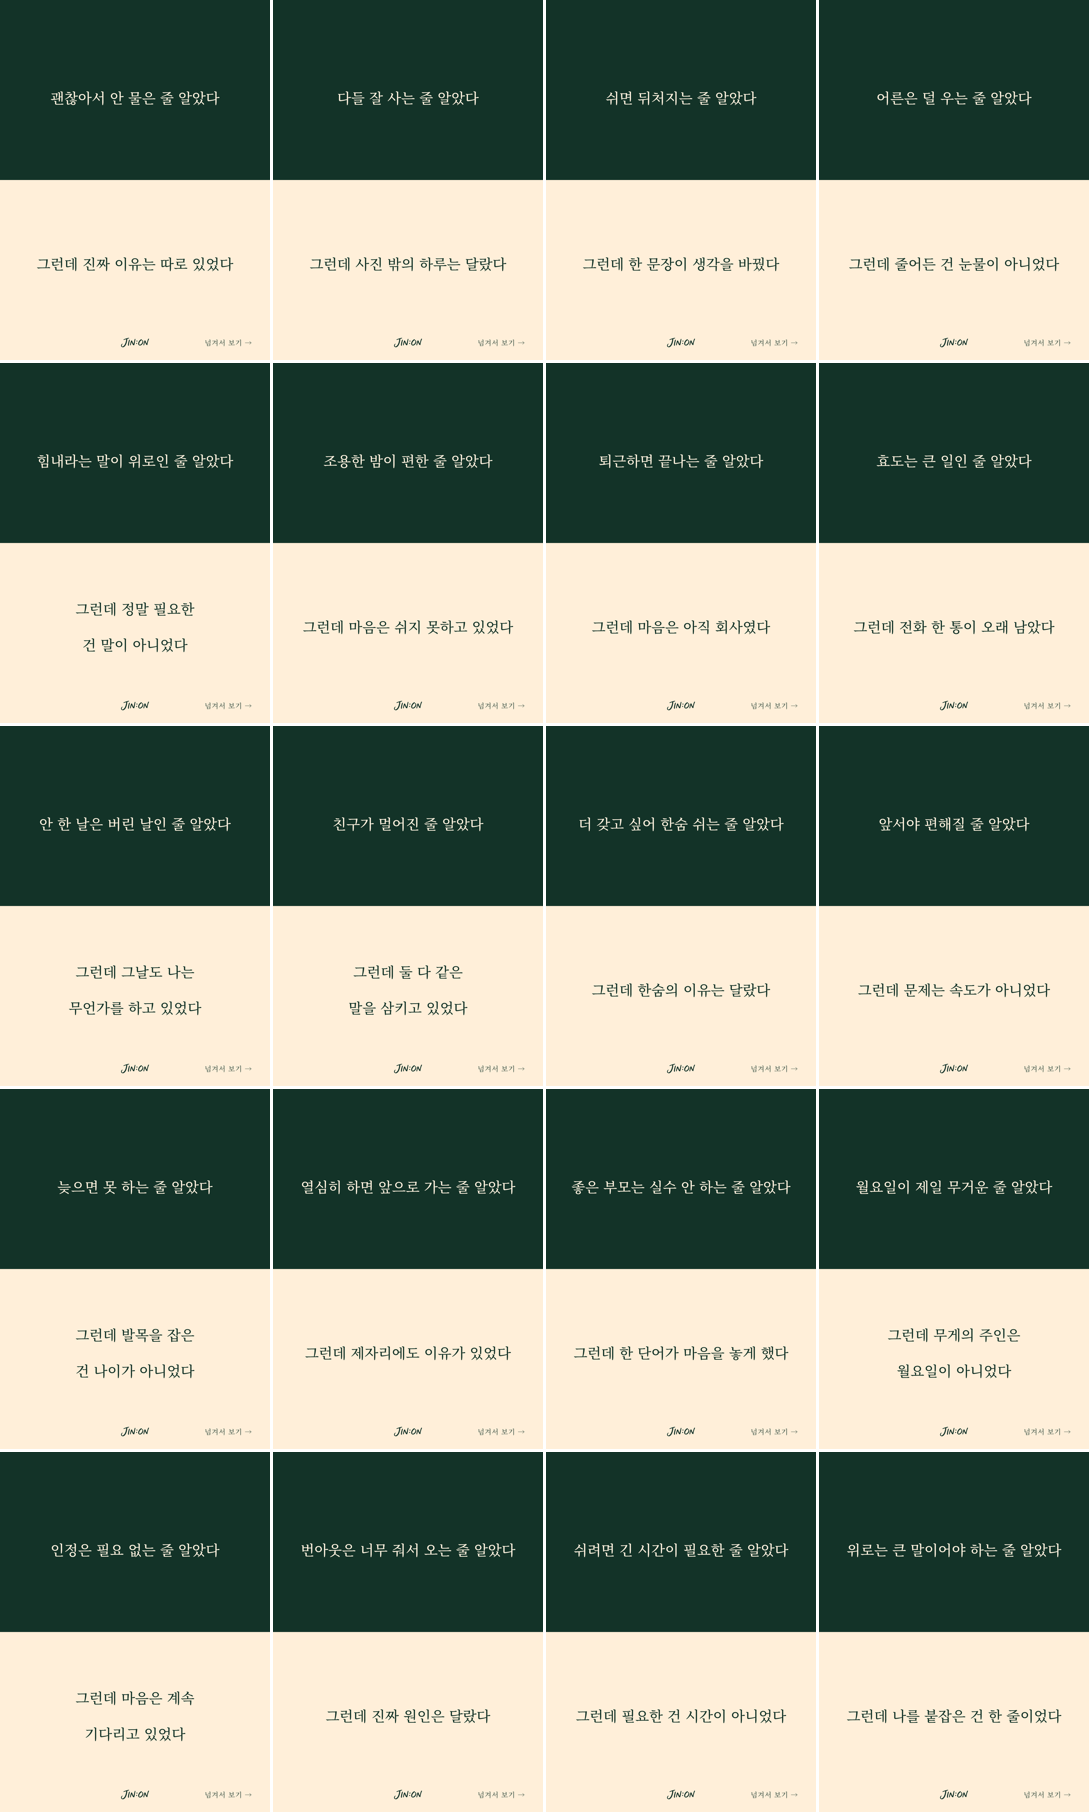 괜찮아서 안 물은 줄 알았다
그런데 진짜 이유는 따로 있었다
JIN:ON
넘겨서 보기 →
다들 잘 사는 줄 알았다
그런데 사진 밖의 하루는 달랐다
JIN:ON
넘겨서 보기 →
쉬면 뒤처지는 줄 알았다
그런데 한 문장이 생각을 바꿨다
JIN:ON
넘겨서 보기 →
어른은 덜 우는 줄 알았다
그런데 줄어든 건 눈물이 아니었다
JIN:ON
넘겨서 보기 →
힘내라는 말이 위로인 줄 알았다
그런데 정말 필요한
건 말이 아니었다
JIN:ON
넘겨서 보기 →
조용한 밤이 편한 줄 알았다
그런데 마음은 쉬지 못하고 있었다
JIN:ON
넘겨서 보기 →
퇴근하면 끝나는 줄 알았다
그런데 마음은 아직 회사였다
JIN:ON
넘겨서 보기 →
효도는 큰 일인 줄 알았다
그런데 전화 한 통이 오래 남았다
JIN:ON
넘겨서 보기 →
안 한 날은 버린 날인 줄 알았다
그런데 그날도 나는
무언가를 하고 있었다
JIN:ON
넘겨서 보기 →
친구가 멀어진 줄 알았다
그런데 둘 다 같은
말을 삼키고 있었다
JIN:ON
넘겨서 보기 →
더 갖고 싶어 한숨 쉬는 줄 알았다
그런데 한숨의 이유는 달랐다
JIN:ON
넘겨서 보기 →
앞서야 편해질 줄 알았다
그런데 문제는 속도가 아니었다
JIN:ON
넘겨서 보기 →
늦으면 못 하는 줄 알았다
그런데 발목을 잡은
건 나이가 아니었다
JIN:ON
넘겨서 보기 →
열심히 하면 앞으로 가는 줄 알았다
그런데 제자리에도 이유가 있었다
JIN:ON
넘겨서 보기 →
좋은 부모는 실수 안 하는 줄 알았다
그런데 한 단어가 마음을 놓게 했다
JIN:ON
넘겨서 보기 →
월요일이 제일 무거운 줄 알았다
그런데 무게의 주인은
월요일이 아니었다
JIN:ON
넘겨서 보기 →
인정은 필요 없는 줄 알았다
그런데 마음은 계속
기다리고 있었다
JIN:ON
넘겨서 보기 →
번아웃은 너무 줘서 오는 줄 알았다
그런데 진짜 원인은 달랐다
JIN:ON
넘겨서 보기 →
쉬려면 긴 시간이 필요한 줄 알았다
그런데 필요한 건 시간이 아니었다
JIN:ON
넘겨서 보기 →
위로는 큰 말이어야 하는 줄 알았다
그런데 나를 붙잡은 건 한 줄이었다
JIN:ON
넘겨서 보기 →